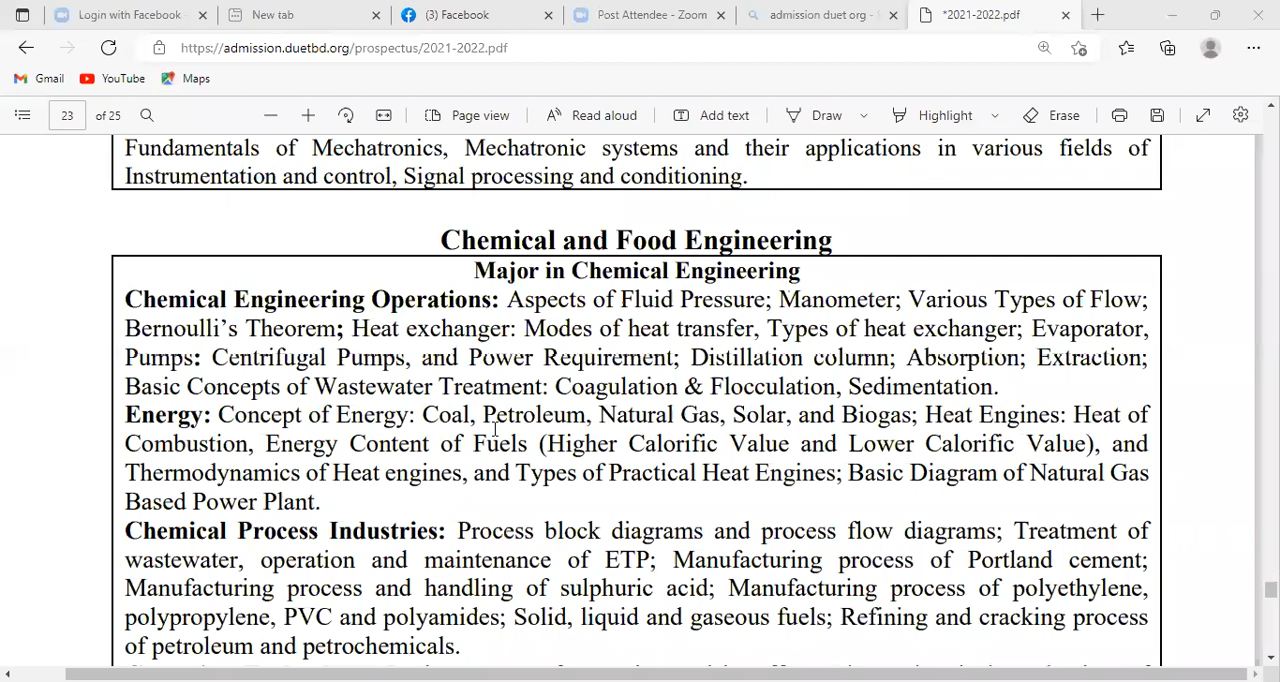 Login with Facebook
New tab
(3) Facebook
Post Attendee - Zoom
admission duet org -
*2021-2022.pdf
https://admission.duetbd.org/prospectus/2021-2022.pdf
Gmail
YouTube
Maps
23
of 25
Page view
Read aloud
Add text
Draw
Highlight
Erase
Fundamentals of Mechatronics, Mechatronic systems and their applications in various fields of
Instrumentation and control, Signal processing and conditioning.
Chemical and Food Engineering
Major in Chemical Engineering
Chemical Engineering Operations: Aspects of Fluid Pressure; Manometer; Various Types of Flow;
Bernoulli's Theorem; Heat exchanger: Modes of heat transfer, Types of heat exchanger; Evaporator,
Pumps: Centrifugal Pumps, and Power Requirement; Distillation column; Absorption; Extraction;
Basic Concepts of Wastewater Treatment: Coagulation & Flocculation, Sedimentation.
Energy: Concept of Energy: Coal, Petroleum, Natural Gas, Solar, and Biogas; Heat Engines: Heat of
Combustion, Energy Content of Fuels (Higher Calorific Value and Lower Calorific Value), and
Thermodynamics of Heat engines, and Types of Practical Heat Engines; Basic Diagram of Natural Gas
Based Power Plant.
Chemical Process Industries: Process block diagrams and process flow diagrams; Treatment of
wastewater, operation and maintenance of ETP; Manufacturing process of Portland cement;
Manufacturing process and handling of sulphuric acid; Manufacturing process of polyethylene,
polypropylene, PVC and polyamides; Solid, liquid and gaseous fuels; Refining and cracking process
of petroleum and petrochemicals.